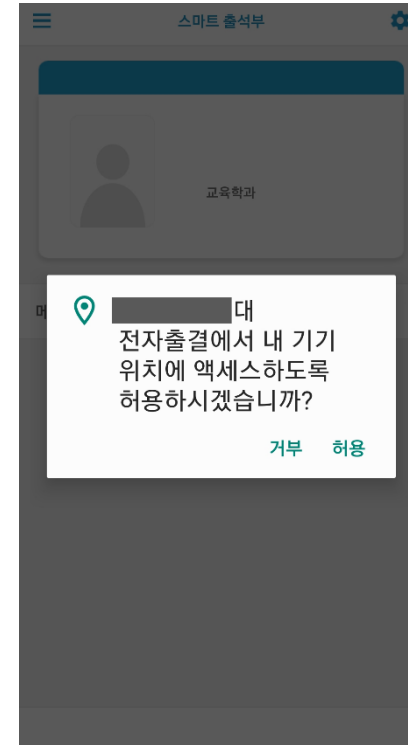 스마트 출석부
교육학과
메
대
전자출결에서 내 기기
위치에 액세스하도록
허용하시겠습니까?
거부 허용